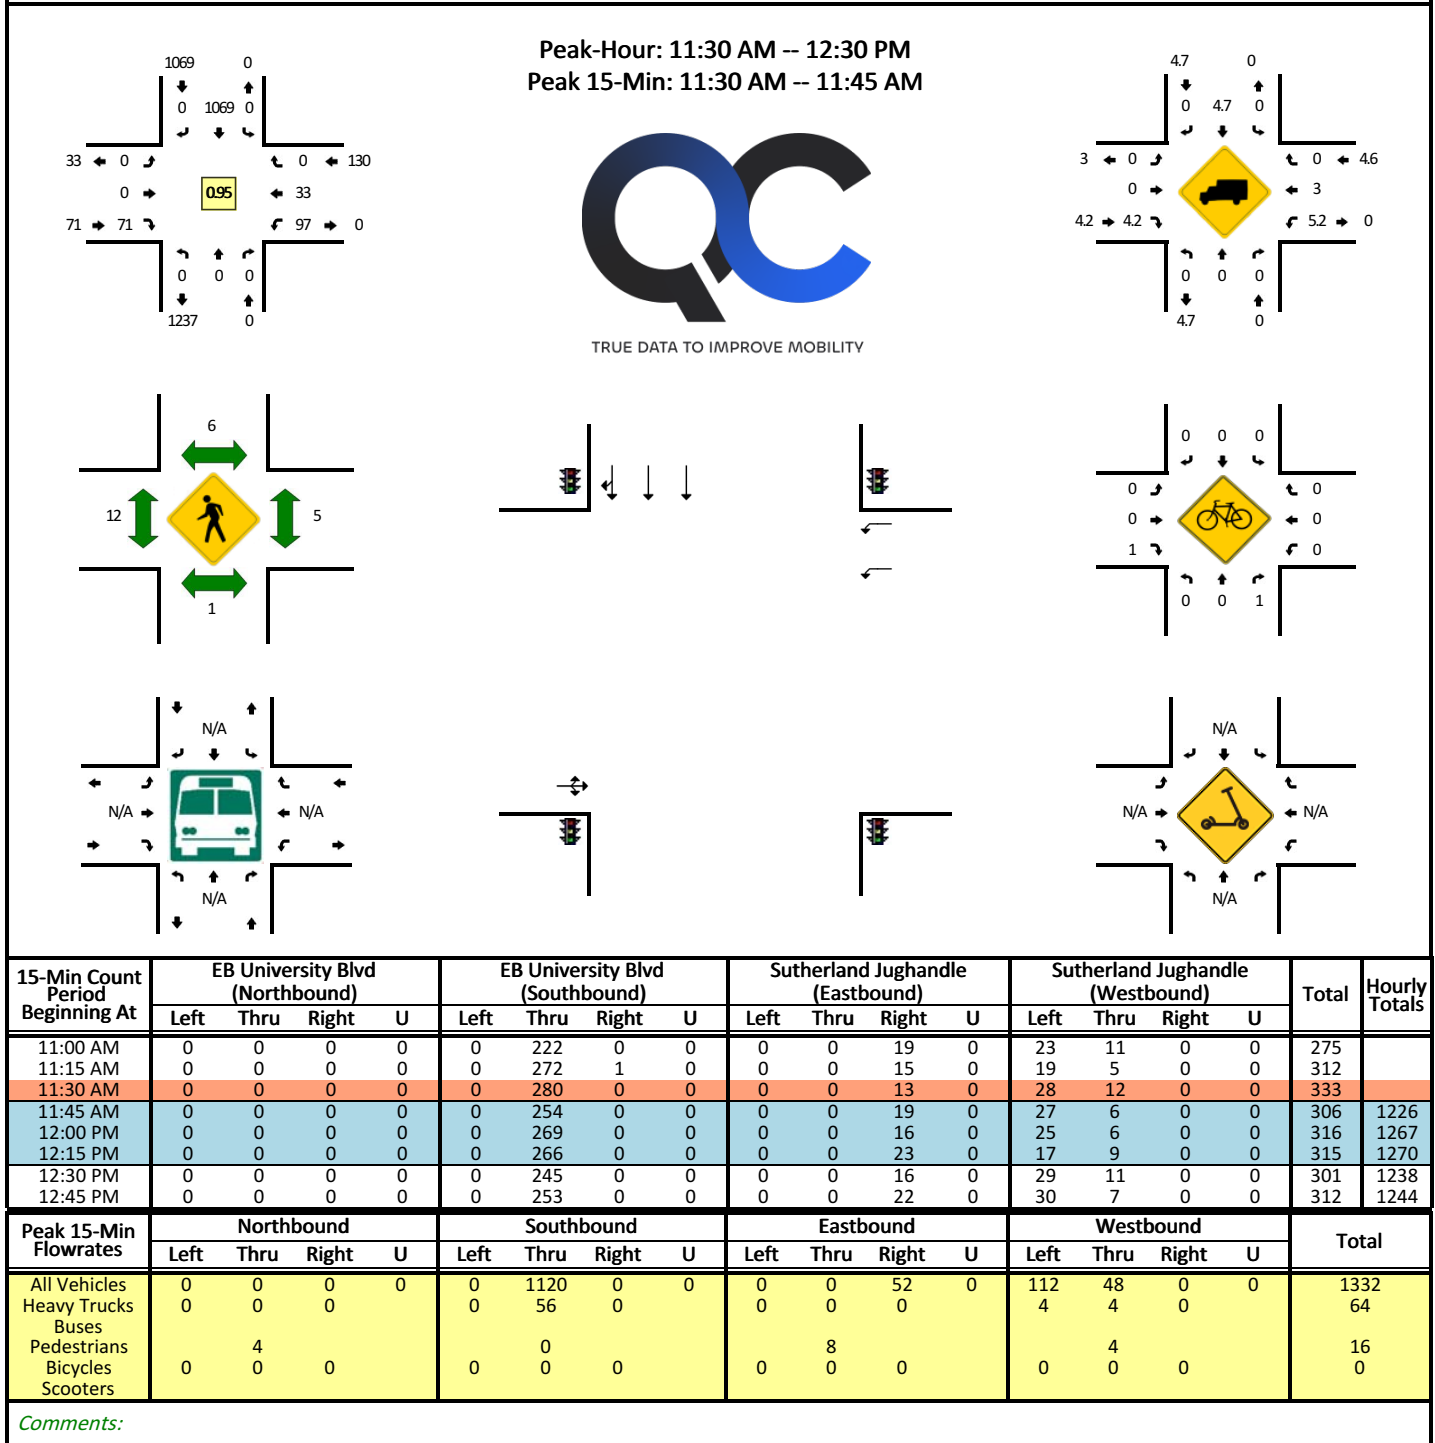 Peak-Hour: 11:30 AM -- 12:30 PM
Peak 15-Min: 11:30 AM -- 11:45 AM
1069 0
0 1069 0
33 0 0 130
0 0.95 33
71 71 97 0
0 0 0
1237 0
QC
TRUE DATA TO IMPROVE MOBILITY
4.7 0
0 4.7 0
3 0 0 4.6
0 3
4.2 4.2 5.2 0
0 0 0
4.7 0
6
12 5
1
0 0 0
0 0
0 0
1 0
0 0 1
N/A
N/A N/A
N/A
N/A
N/A N/A
N/A
15-Min Count Period Beginning At EB University Blvd (Northbound) EB University Blvd (Southbound) Sutherland Jughandle (Eastbound) Sutherland Jughandle (Westbound) Total Hourly Totals
Left Thru Right U Left Thru Right U Left Thru Right U Left Thru Right U
11:00 AM 0 0 0 0 0 222 0 0 0 0 19 0 23 11 0 0 275
11:15 AM 0 0 0 0 0 272 1 0 0 0 15 0 19 5 0 0 312
11:30 AM 0 0 0 0 0 280 0 0 0 0 13 0 28 12 0 0 333
11:45 AM 0 0 0 0 0 254 0 0 0 0 19 0 27 6 0 0 306 1226
12:00 PM 0 0 0 0 0 269 0 0 0 0 16 0 25 6 0 0 316 1267
12:15 PM 0 0 0 0 0 266 0 0 0 0 23 0 17 9 0 0 315 1270
12:30 PM 0 0 0 0 0 245 0 0 0 0 16 0 29 11 0 0 301 1238
12:45 PM 0 0 0 0 0 253 0 0 0 0 22 0 30 7 0 0 312 1244
Peak 15-Min Flowrates Northbound Southbound Eastbound Westbound Total
Left Thru Right U Left Thru Right U Left Thru Right U Left Thru Right U
All Vehicles 0 0 0 0 0 1120 0 0 0 0 52 0 112 48 0 0 1332
Heavy Trucks 0 0 0 0 56 0 0 0 0 4 4 0 64
Buses
Pedestrians 4 0 8 4 16
Bicycles 0 0 0 0 0 0 0 0 0 0 0 0 0
Scooters
Comments: